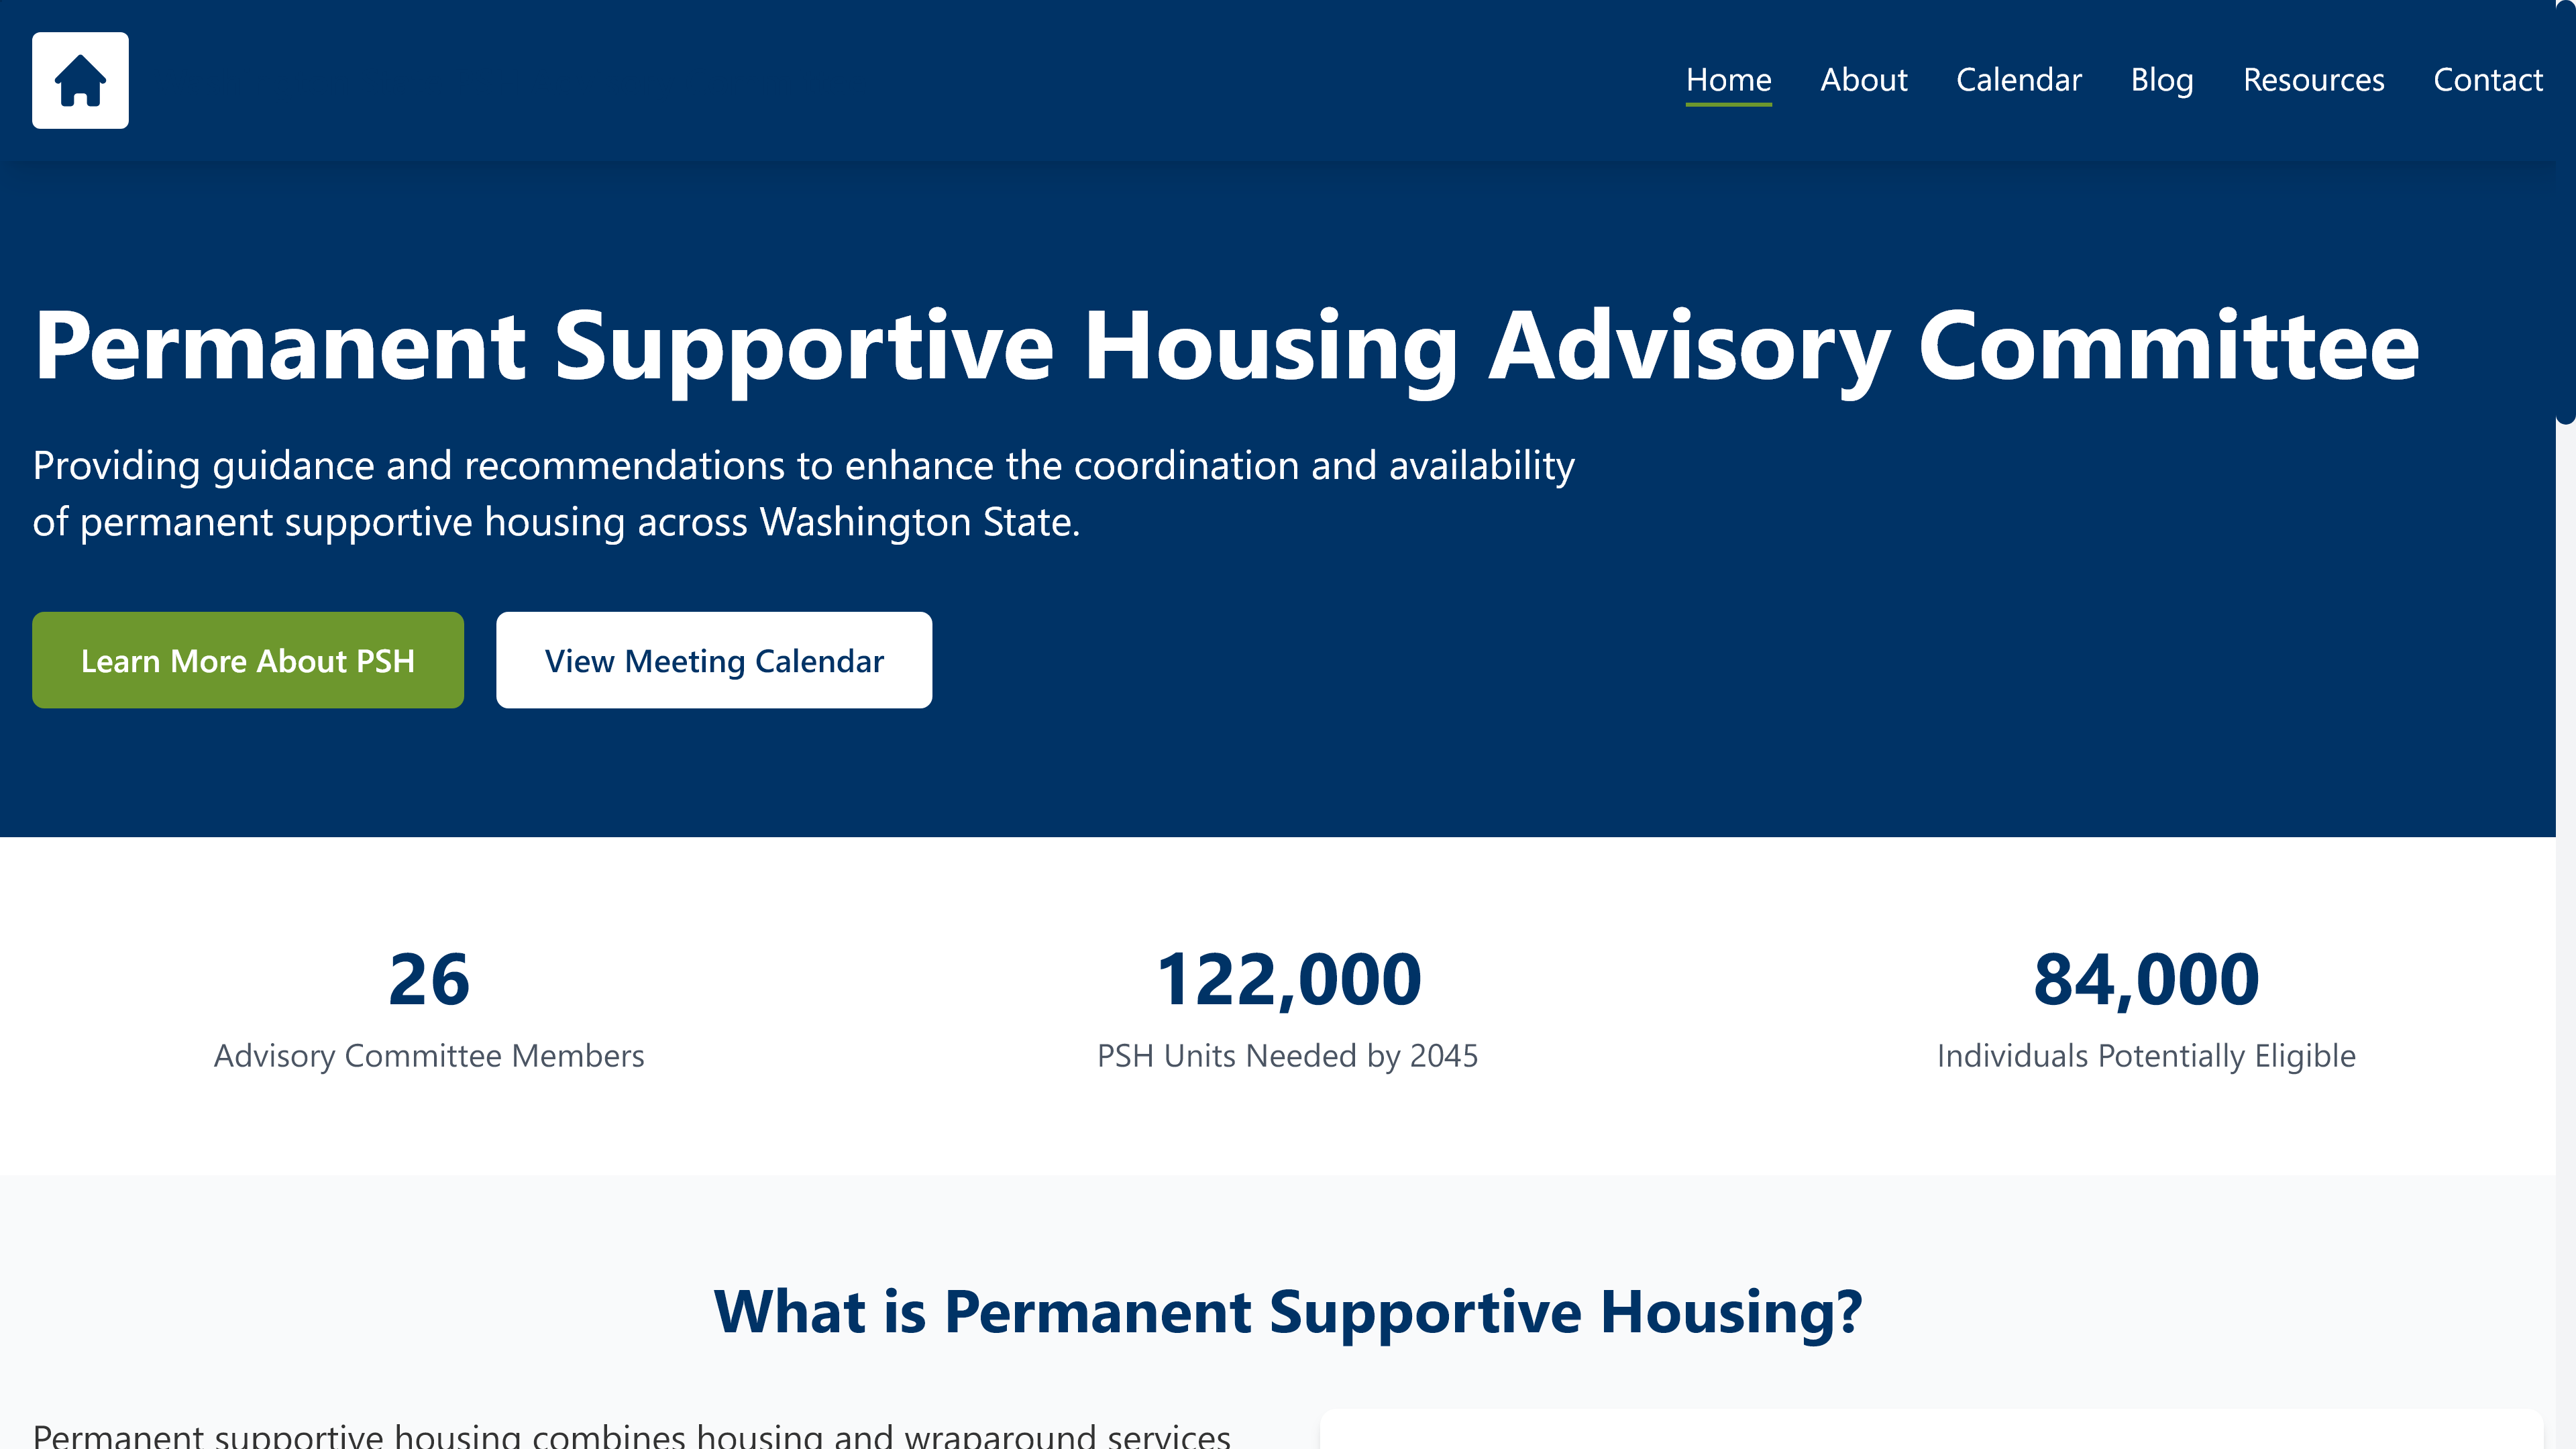 Home
About
Calendar
Blog
Resources
Contact
Permanent Supportive Housing Advisory Committee
Providing guidance and recommendations to enhance the coordination and availability
of permanent supportive housing across Washington State.
Learn More About PSH
View Meeting Calendar
26
Advisory Committee Members
122,000
PSH Units Needed by 2045
84,000
Individuals Potentially Eligible
What is Permanent Supportive Housing?
Permanent supportive housing combines housing and wraparound services